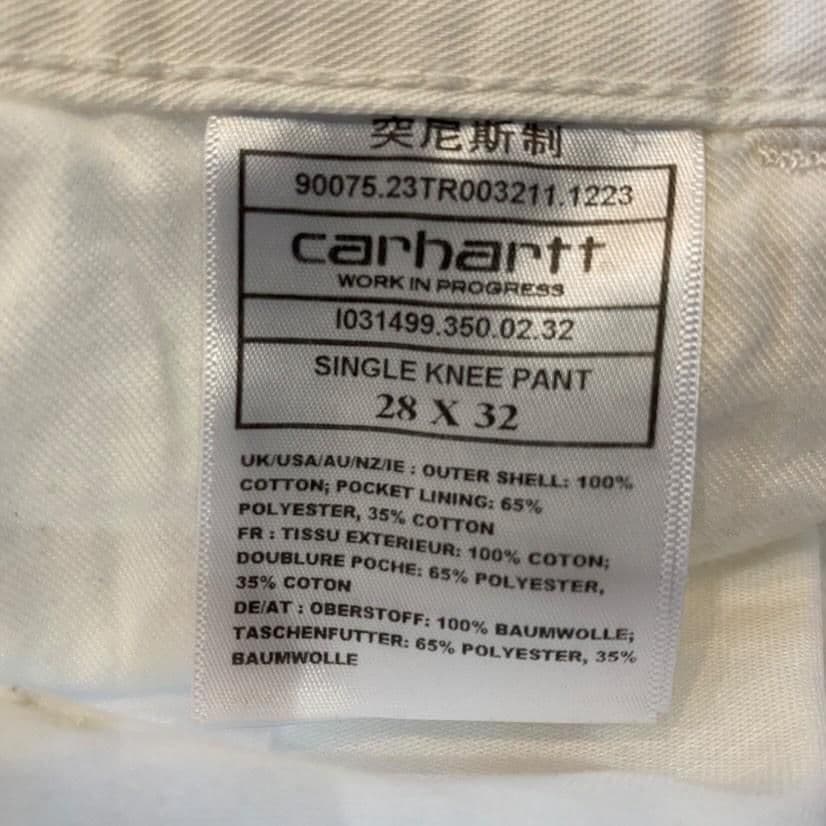 突尼斯制
90075.23TR003211.1223
carhartt
WORK IN PROGRESS
I031499.350.02.32
SINGLE KNEE PANT
28 X 32
UK/USA/AU/NZ/IE : OUTER SHELL: 100%
COTTON; POCKET LINING: 65%
POLYESTER, 35% COTTON
FR : TISSU EXTERIEUR: 100% COTON;
DOUBLURE POCHE: 65% POLYESTER,
35% COTON
DE/AT : OBERSTOFF: 100% BAUMWOLLE;
TASCHENFUTTER: 65% POLYESTER, 35%
BAUMWOLLE